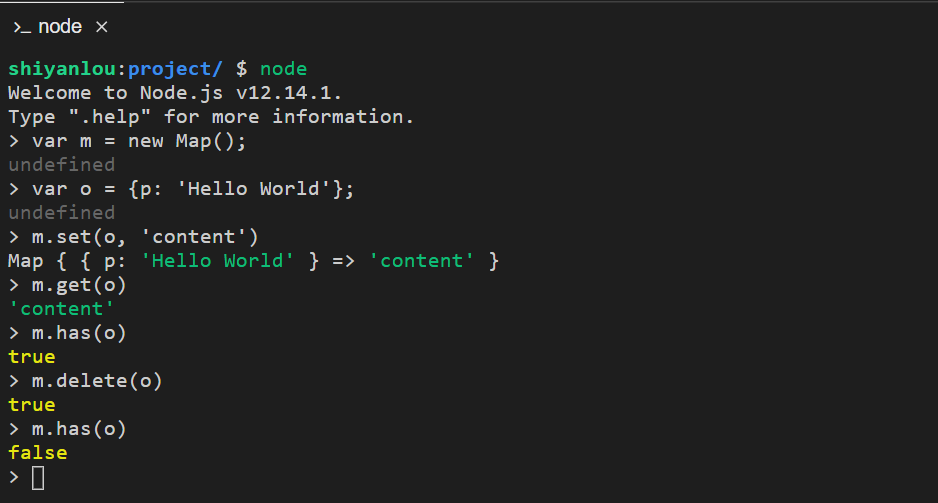 >_ node ×
shiyanlou:project/ $ node
Welcome to Node.js v12.14.1.
Type ".help" for more information.
> var m = new Map();
undefined
> var o = {p: 'Hello World'};
undefined
> m.set(o, 'content')
Map { { p: 'Hello World' } => 'content' }
> m.get(o)
'content'
> m.has(o)
true
> m.delete(o)
true
> m.has(o)
false
>